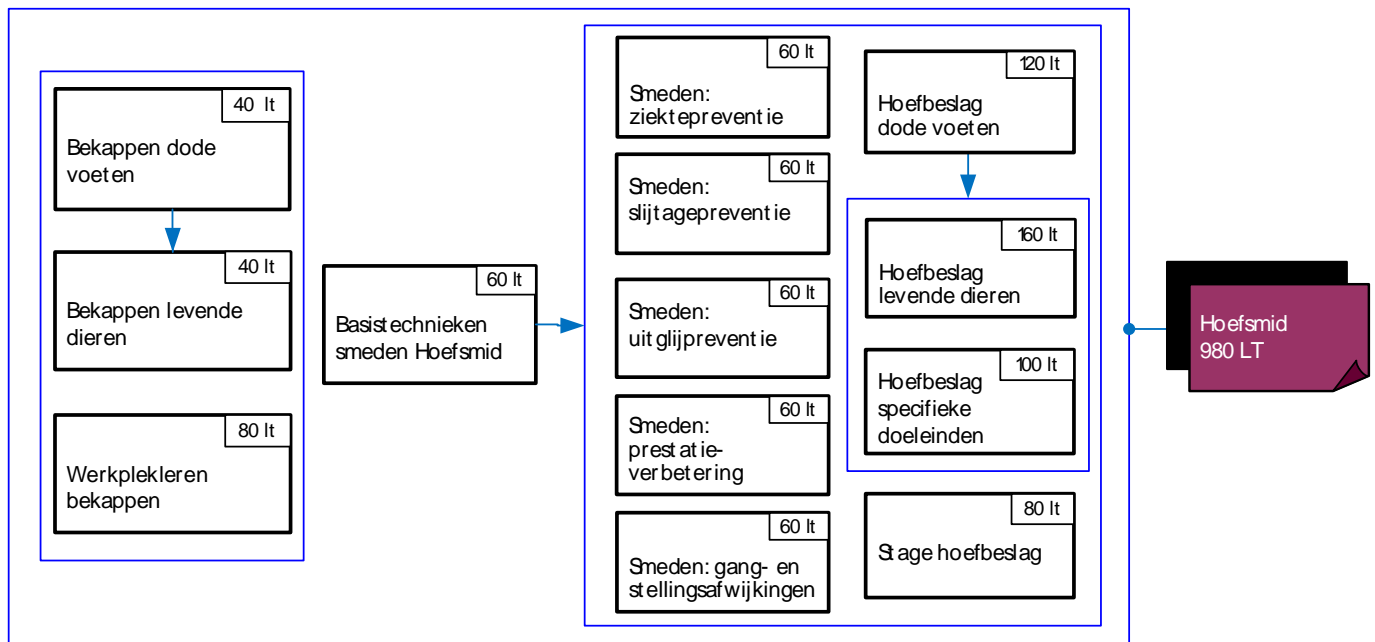 40 lt
Bekappen dode
voeten
40 lt
Bekappen levende
dieren
80 lt
Werkplekleren
bekappen
60 lt
Basistechnieken
smeden Hoefsmid
60 lt
Smeden:
ziektepreventie
60 lt
Smeden:
slijtagepreventie
60 lt
Smeden:
uitglijpreventie
60 lt
Smeden:
prestatie-
verbetering
60 lt
Smeden: gang- en
stellingsafwijkingen
120 lt
Hoefbeslag
dode voeten
160 lt
Hoefbeslag
levende dieren
100 lt
Hoefbeslag
specifieke
doeleinden
80 lt
Stage hoefbeslag
Hoefsmid
980 LT